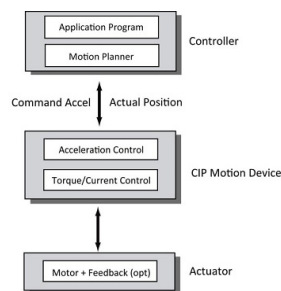 Application Program
Controller
Motion Planner
Command Accel Actual Position
Acceleration Control
CIP Motion Device
Torque/Current Control
Motor + Feedback (opt)
Actuator